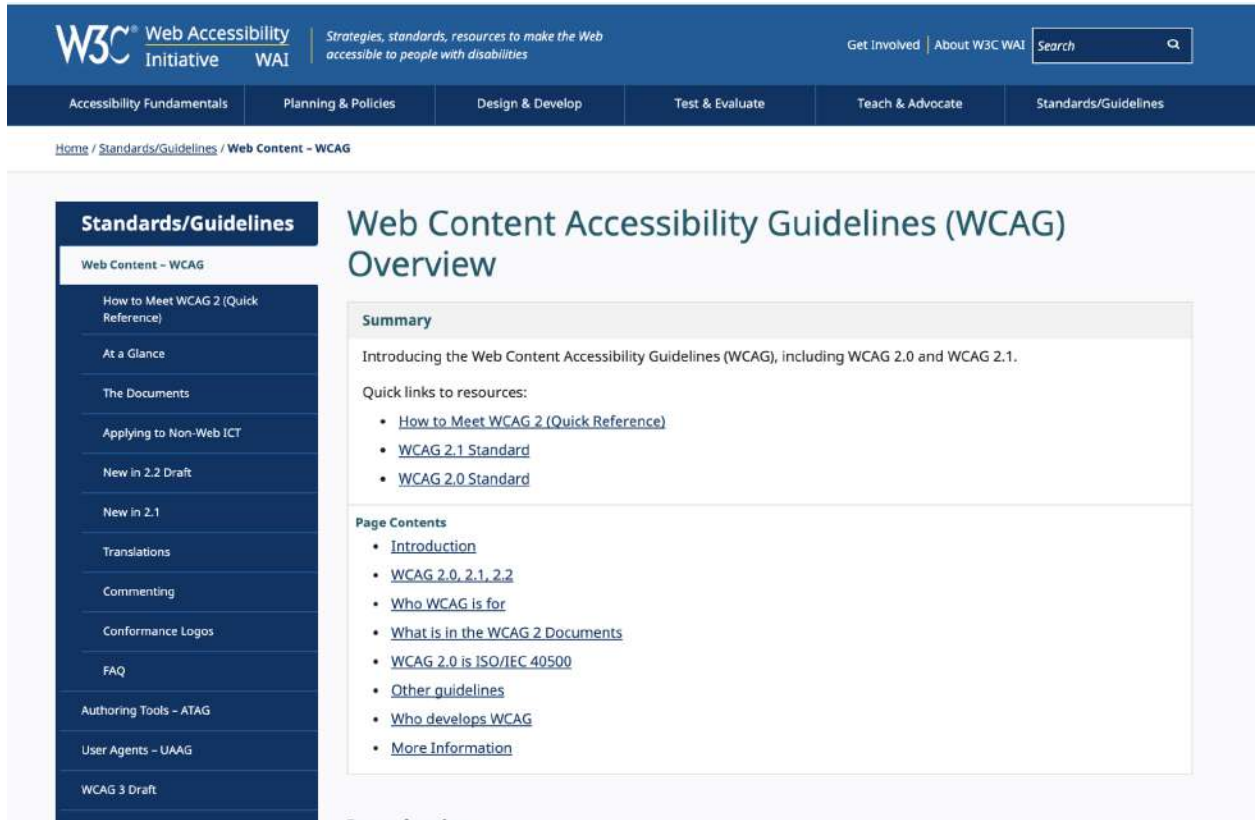 W3C® Web Accessibility Initiative WAI
Strategies, standards, resources to make the Web
accessible to people with disabilities
Get Involved | About W3C WAI
Search
Accessibility Fundamentals
Planning & Policies
Design & Develop
Test & Evaluate
Teach & Advocate
Standards/Guidelines
Home / Standards/Guidelines / Web Content – WCAG
Standards/Guidelines
Web Content – WCAG
How to Meet WCAG 2 (Quick
Reference)
At a Glance
The Documents
Applying to Non-Web ICT
New in 2.2 Draft
New in 2.1
Translations
Commenting
Conformance Logos
FAQ
Authoring Tools – ATAG
User Agents – UAAG
WCAG 3 Draft
Web Content Accessibility Guidelines (WCAG)
Overview
Summary
Introducing the Web Content Accessibility Guidelines (WCAG), including WCAG 2.0 and WCAG 2.1.
Quick links to resources:
• How to Meet WCAG 2 (Quick Reference)
• WCAG 2.1 Standard
• WCAG 2.0 Standard
Page Contents
• Introduction
• WCAG 2.0, 2.1, 2.2
• Who WCAG is for
• What is in the WCAG 2 Documents
• WCAG 2.0 is ISO/IEC 40500
• Other guidelines
• Who develops WCAG
• More Information